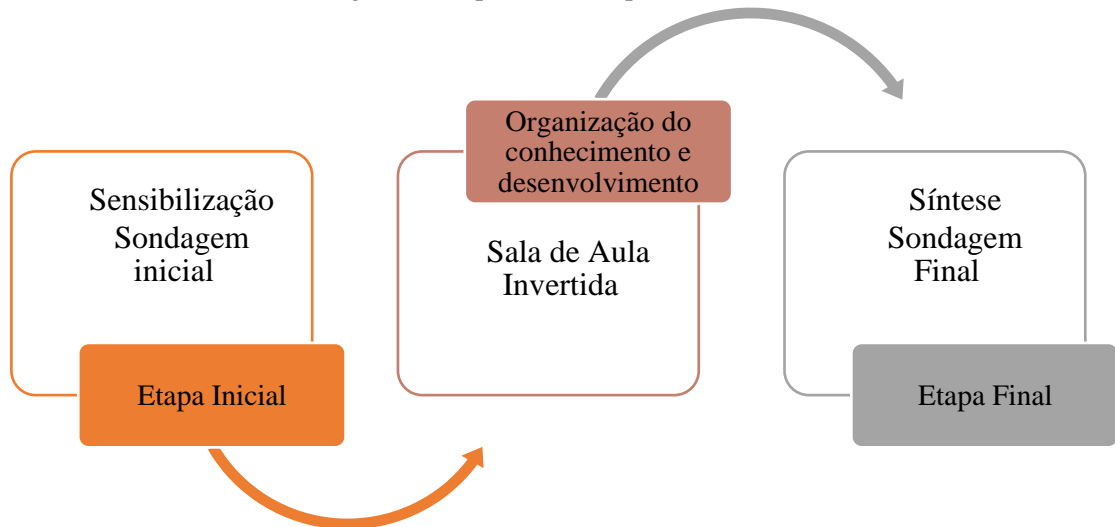 Sensibilização
Sondagem
inicial
Etapa Inicial
Organização do
conhecimento e
desenvolvimento
Sala de Aula
Invertida
Síntese
Sondagem
Final
Etapa Final